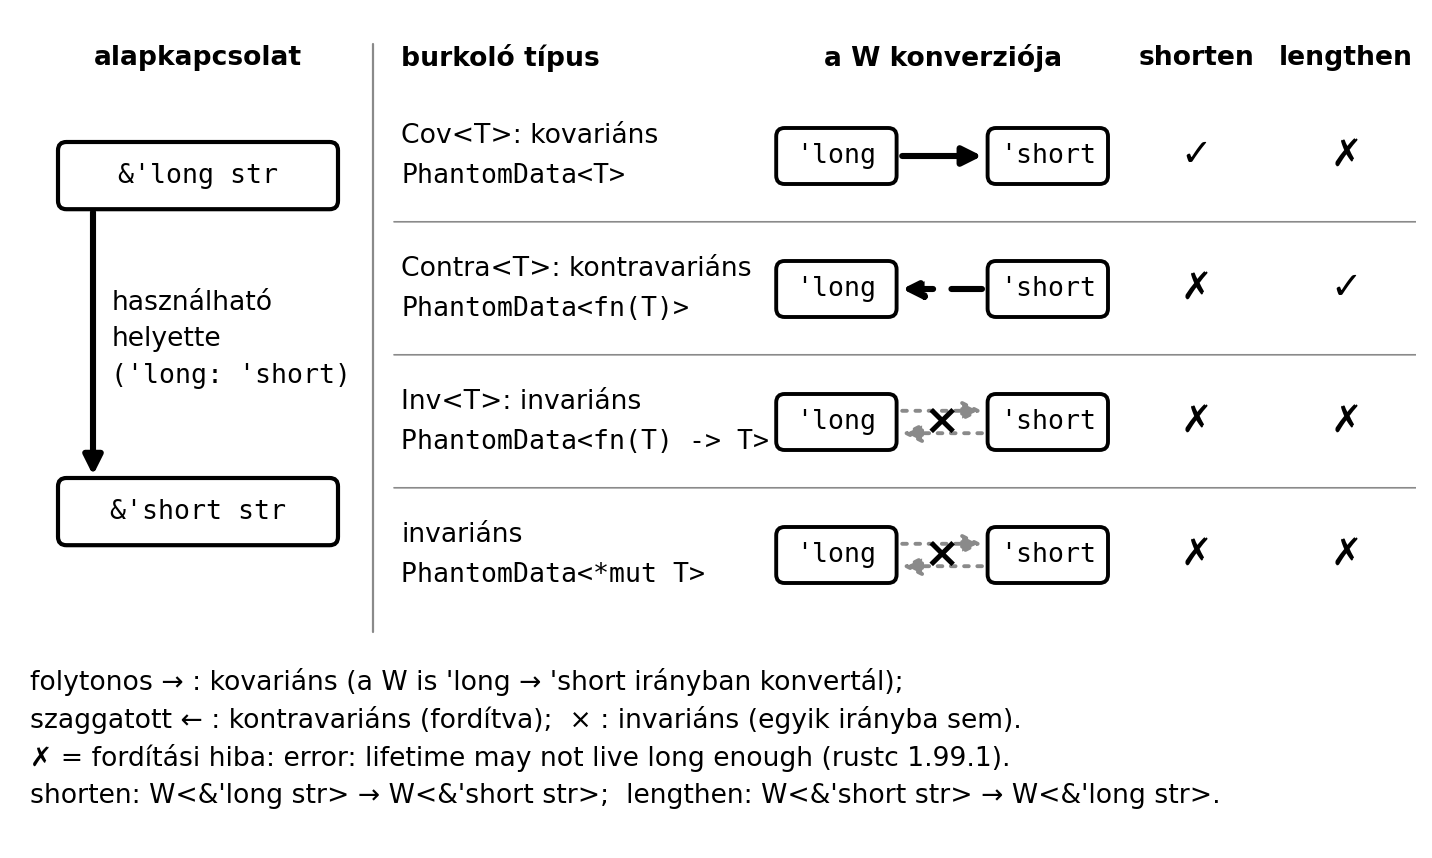 alapkapcsolat
&'long str
használható
helyette
('long: 'short)
&'short str
burkoló típus a W konverziója shorten lengthen
Cov<T>: kovariáns
PhantomData<T>
'long 'short ✓ ✗
Contra<T>: kontravariáns
PhantomData<fn(T)>
'long 'short ✗ ✓
Inv<T>: invariáns
PhantomData<fn(T) -> T>
'long 'short ✗ ✗
invariáns
PhantomData<*mut T>
'long 'short ✗ ✗
folytonos → : kovariáns (a W is 'long → 'short irányban konvertál);
szaggatott ← : kontravariáns (fordítva);  × : invariáns (egyik irányba sem).
✗ = fordítási hiba: error: lifetime may not live long enough (rustc 1.99.1).
shorten: W<&'long str> → W<&'short str>;  lengthen: W<&'short str> → W<&'long str>.